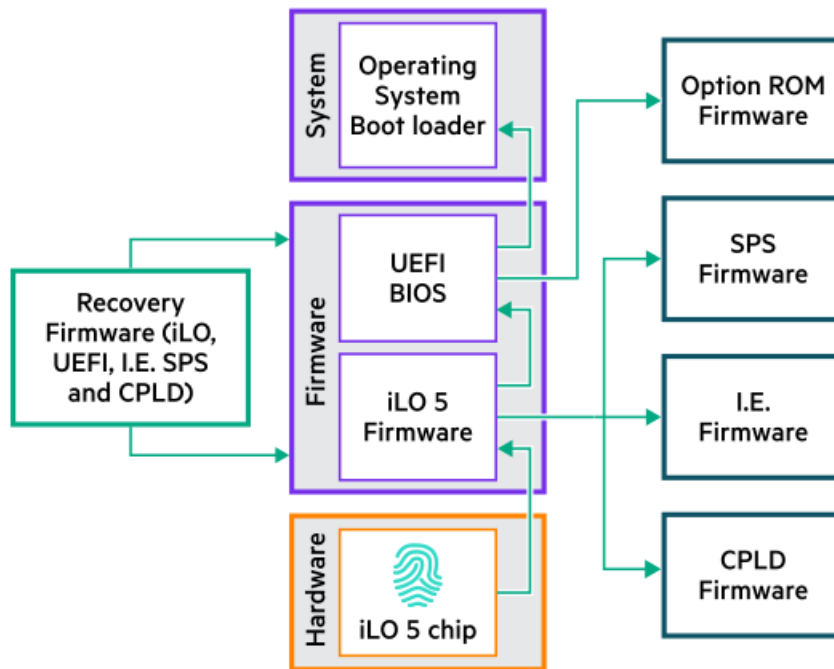 System
Operating
System
Boot loader
Option ROM
Firmware
Recovery
Firmware (iLO,
UEFI, I.E. SPS
and CPLD)
Firmware
UEFI
BIOS
iLO 5
Firmware
SPS
Firmware
I.E.
Firmware
Hardware
iLO 5 chip
CPLD
Firmware